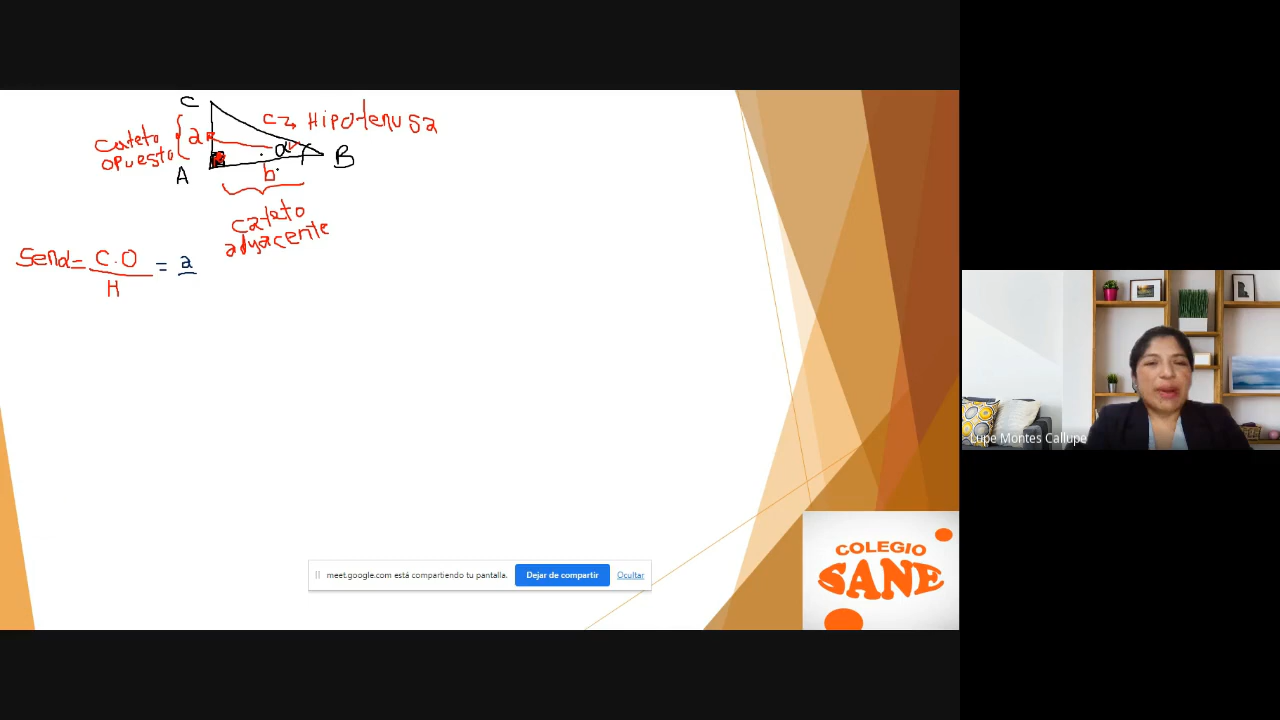 C
c → Hipotenusa
Cateto
opuesto
a
α
A
b
B
Cateto
adyacente
Senα = C.O = a
H
meet.google.com está compartiendo tu pantalla.
Dejar de compartir
Ocultar
COLEGIO
SANE
Lupe Montes Callupe